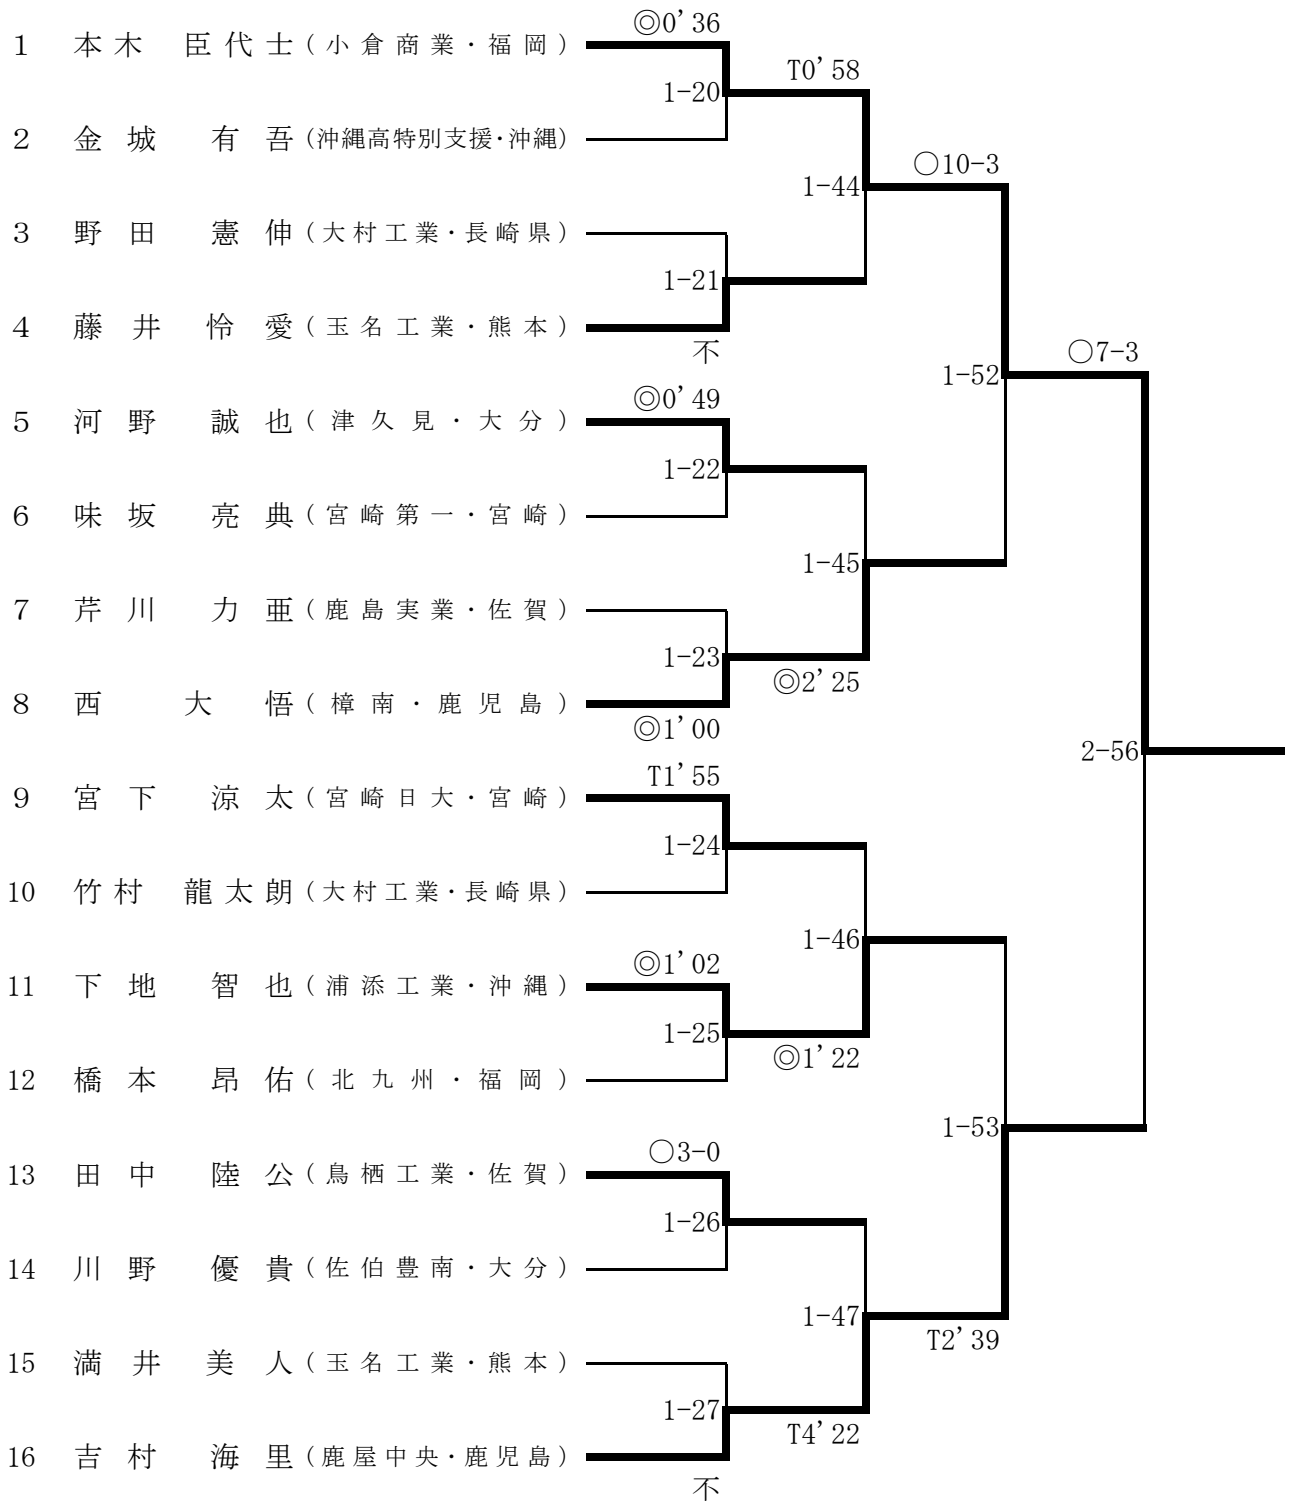 ◎0’36
1 本木 臣代士 (小倉商業・福岡)
T0’58
1-20
2 金城 有吾 (沖縄高特別支援・沖縄)
○10-3
1-44
3 野田 憲伸 (大村工業・長崎県)
1-21
4 藤井 怜愛 (玉名工業・熊本)
不
○7-3
1-52
◎0’49
5 河野 誠也 (津久見・大分)
1-22
6 味坂 亮典 (宮崎第一・宮崎)
1-45
7 芹川 力亜 (鹿島実業・佐賀)
1-23
◎2’25
8 西 大悟 (樟南・鹿児島)
◎1’00
2-56
T1’55
9 宮下 涼太 (宮崎日大・宮崎)
1-24
10 竹村 龍太朗 (大村工業・長崎県)
1-46
◎1’02
11 下地 智也 (浦添工業・沖縄)
1-25
◎1’22
12 橋本 昂佑 (北九州・福岡)
1-53
○3-0
13 田中 陸公 (鳥栖工業・佐賀)
1-26
14 川野 優貴 (佐伯豊南・大分)
1-47
T2’39
15 満井 美人 (玉名工業・熊本)
1-27
T4’22
16 吉村 海里 (鹿屋中央・鹿児島)
不